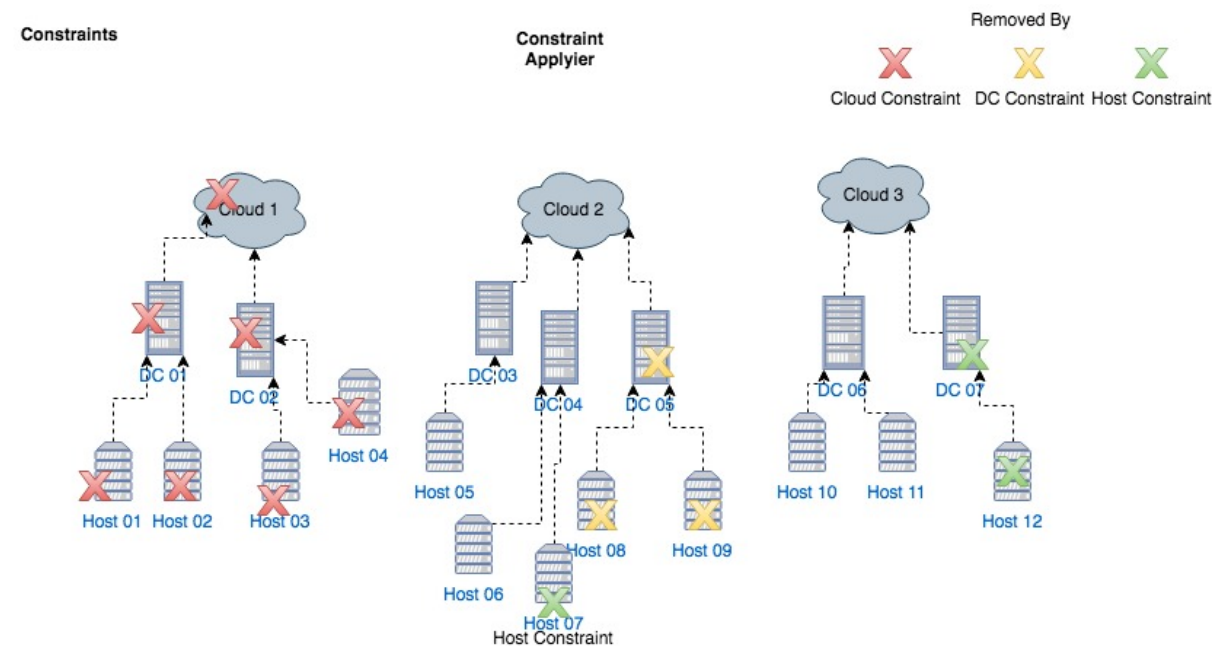 Constraints
Constraint
Applyier
Removed By
Cloud Constraint
DC Constraint
Host Constraint
Cloud 1
Cloud 2
Cloud 3
DC 01
DC 02
DC 03
DC 04
DC 05
DC 06
DC 07
Host 04
Host 01
Host 02
Host 03
Host 05
Host 06
Host 07
Host Constraint
Host 08
Host 09
Host 10
Host 11
Host 12